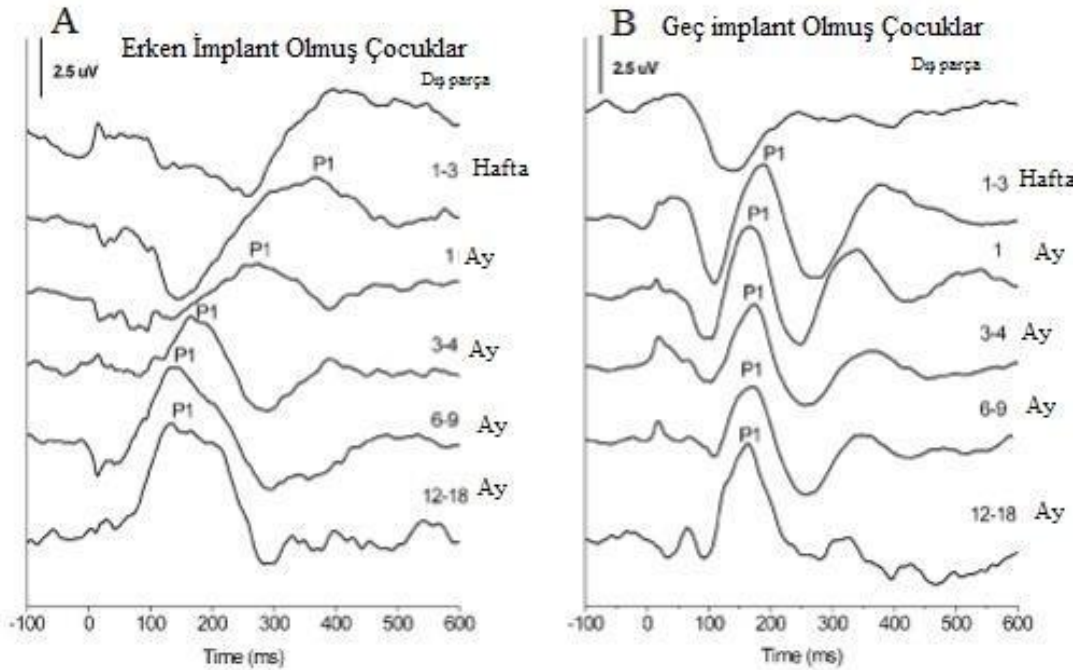 A
Erken İmplant Olmuş Çocuklar
2.5 uV
Dış parça
P1
1-3 Hafta
P1
1 Ay
P1
3-4 Ay
P1
6-9 Ay
P1
12-18 Ay
-100 0 100 200 300 400 500 600
Time (ms)
B
Geç implant Olmuş Çocuklar
2.5 uV
Dış parça
P1
1-3 Hafta
P1
1 Ay
P1
3-4 Ay
P1
6-9 Ay
P1
12-18 Ay
-100 0 100 200 300 400 500 600
Time (ms)